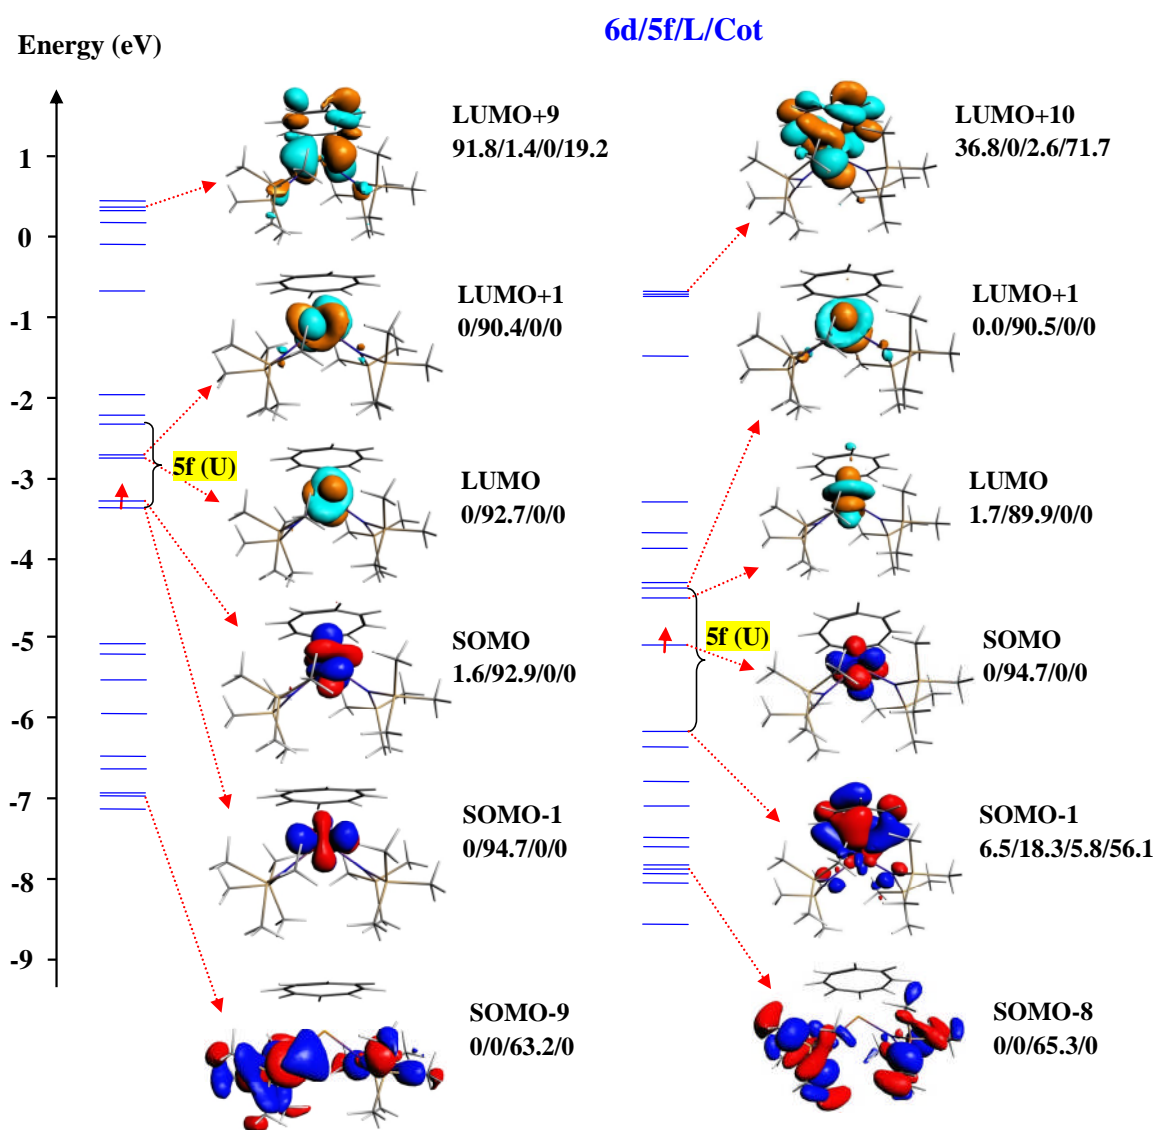 6d/5f/L/Cot
Energy (eV)
LUMO+9
91.8/1.4/0/19.2
LUMO+10
36.8/0/2.6/71.7
1
0
-1
-2
-3
-4
-5
-6
-7
-8
-9
LUMO+1
0/90.4/0/0
LUMO+1
0.0/90.5/0/0
5f (U)
LUMO
0/92.7/0/0
LUMO
1.7/89.9/0/0
SOMO
1.6/92.9/0/0
5f (U)
SOMO
0/94.7/0/0
SOMO-1
0/94.7/0/0
SOMO-1
6.5/18.3/5.8/56.1
SOMO-9
0/0/63.2/0
SOMO-8
0/0/65.3/0